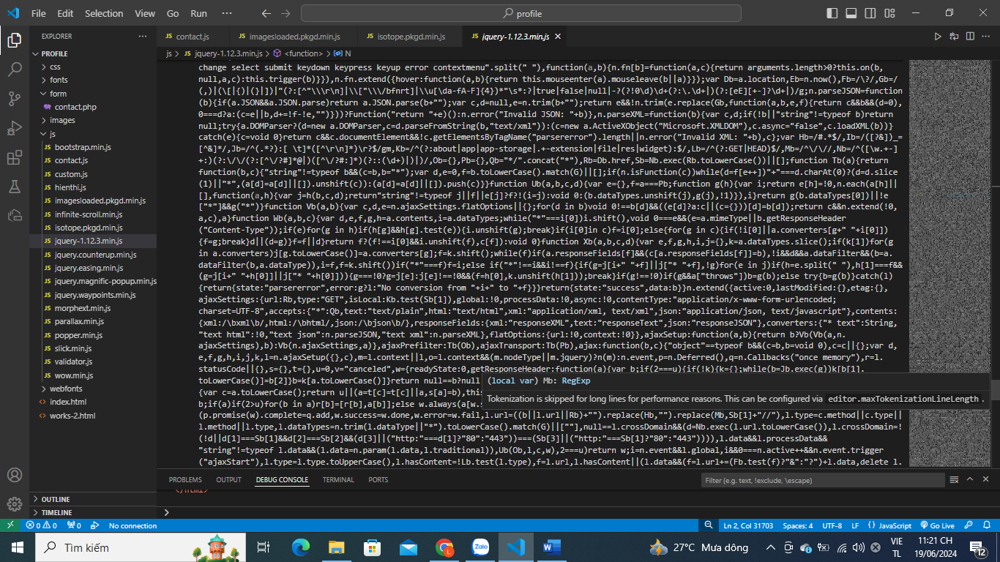 File Edit Selection View Go Run ··· profile
EXPLORER ···
PROFILE
css
fonts
form
contact.php
images
js
bootstrap.min.js
contact.js
custom.js
hienthi.js
imagesloaded.pkgd.min.js
infinite-scroll.min.js
isotope.pkgd.min.js
jquery-1.12.3.min.js
jquery.counterup.min.js
jquery.easing.min.js
jquery.magnific-popup.min.js
jquery.waypoints.min.js
morphext.min.js
parallax.min.js
popper.min.js
slick.min.js
validator.js
wow.min.js
webfonts
index.html
works-2.html
OUTLINE
TIMELINE
contact.js imagesloaded.pkgd.min.js isotope.pkgd.min.js jquery-1.12.3.min.js
js > jquery-1.12.3.min.js > <function> > N
change select submit keydown keypress keyup error contextmenu".split(" "),function(a,b){n.fn[b]=function(a,c){return arguments.length>0?this.on(b,
null,a,c):this.trigger(b)}}),n.fn.extend({hover:function(a,b){return this.mouseenter(a).mouseleave(b||a)}});var Db=a.location,Eb=n.now(),Fb=/\?/,Gb=/
(,)|(\[|{)|(}|])|"(?:[^"\\\r\n]|\\["\\\/bfnrt]|\\u[\da-fA-F]{4})*"\s*:?|true|false|null|-?(?!0\d)\d+(?:\.\d+|)(?:[eE][+-]?\d+|)/g;n.parseJSON=function
(b){if(a.JSON&&a.JSON.parse)return a.JSON.parse(b+"");var c,d=null,e=n.trim(b+"");return e&&!n.trim(e.replace(Gb,function(a,b,e,f){return c&&b&&(d=0),
0===d?a:(c=e||b,d+=!f-!e,"")}))?Function("return "+e)():n.error("Invalid JSON: "+b)},n.parseXML=function(b){var c,d;if(!b||"string"!=typeof b)return
null;try{a.DOMParser?(d=new a.DOMParser,c=d.parseFromString(b,"text/xml")):(c=new a.ActiveXObject("Microsoft.XMLDOM"),c.async="false",c.loadXML(b))}
catch(e){c=void 0}return c&&c.documentElement&&!c.getElementsByTagName("parsererror").length||n.error("Invalid XML: "+b),c};var Hb=/#.*$/,Ib=/([?&])_=
[^&]*/,Jb=/^(.*?):[ \t]*([^\r\n]*)\r?$/gm,Kb=/^(?:about|app|app-storage|.+-extension|file|res|widget):$/,Lb=/^(?:GET|HEAD)$/,Mb=/^\/\//,Nb=/^([\w.+-]
+:)(?:\/\/(?:[^\/?#]*@|)([^\/?#:]*)(?::(\d+)|)|)/,Ob={},Pb={},Qb="*/".concat("*"),Rb=Db.href,Sb=Nb.exec(Rb.toLowerCase())||[];function Tb(a){return
function(b,c){"string"!=typeof b&&(c=b,b="*");var d,e=0,f=b.toLowerCase().match(G)||[];if(n.isFunction(c))while(d=f[e++])"+"===d.charAt(0)?(d=d.slice
(1)||"*",(a[d]=a[d]||[]).unshift(c)):(a[d]=a[d]||[]).push(c)}}function Ub(a,b,c,d){var e={},f=a===Pb;function g(h){var i;return e[h]=!0,n.each(a[h]||
[],function(a,h){var j=h(b,c,d);return"string"!=typeof j||f||e[j]?f?!(i=j):void 0:(b.dataTypes.unshift(j),g(j),!1)}),i}return g(b.dataTypes[0])||!e
["*"]&&g("*")}function Vb(a,b){var c,d,e=n.ajaxSettings.flatOptions||{};for(d in b)void 0!==b[d]&&((e[d]?a:c||(c={}))[d]=b[d]);return c&&n.extend(!0,
a,c),a}function Wb(a,b,c){var d,e,f,g,h=a.contents,i=a.dataTypes;while("*"===i[0])i.shift(),void 0===e&&(e=a.mimeType||b.getResponseHeader
("Content-Type"));if(e)for(g in h)if(h[g]&&h[g].test(e)){i.unshift(g);break}if(i[0]in c)f=i[0];else{for(g in c){if(!i[0]||a.converters[g+" "+i[0]])
{f=g;break}d||(d=g)}f=f||d}return f?(f!==i[0]&&i.unshift(f),c[f]):void 0}function Xb(a,b,c,d){var e,f,g,h,i,j={},k=a.dataTypes.slice();if(k[1])for(g
in a.converters)j[g.toLowerCase()]=a.converters[g];f=k.shift();while(f)if(a.responseFields[f]&&(c[a.responseFields[f]]=b),!i&&d&&a.dataFilter&&(b=a.
dataFilter(b,a.dataType)),i=f,f=k.shift())if("*"===f)f=i;else if("*"!==i&&i!==f){if(g=j[i+" "+f]||j["* "+f],!g)for(e in j)if(h=e.split(" "),h[1]===f&&
(g=j[i+" "+h[0]]||j["* "+h[0]])){g===!0?g=j[e]:j[e]!==!0&&(f=h[0],k.unshift(h[1]));break}if(g!==!0)if(g&&a["throws"])b=g(b);else try{b=g(b)}catch(l)
{return{state:"parsererror",error:g?l:"No conversion from "+i+" to "+f}}}return{state:"success",data:b}}n.extend({active:0,lastModified:{},etag:{},
ajaxSettings:{url:Rb,type:"GET",isLocal:Kb.test(Sb[1]),global:!0,processData:!0,async:!0,contentType:"application/x-www-form-urlencoded;
charset=UTF-8",accepts:{"*":Qb,text:"text/plain",html:"text/html",xml:"application/xml, text/xml",json:"application/json, text/javascript"},contents:
{xml:/\bxml\b/,html:/\bhtml/,json:/\bjson\b/},responseFields:{xml:"responseXML",text:"responseText",json:"responseJSON"},converters:{"* text":String,
"text html":!0,"text json":n.parseJSON,"text xml":n.parseXML},flatOptions:{url:!0,context:!0}},ajaxSetup:function(a,b){return b?Vb(Vb(a,n.
ajaxSettings),b):Vb(n.ajaxSettings,a)},ajaxPrefilter:Tb(Ob),ajaxTransport:Tb(Pb),ajax:function(b,c){"object"==typeof b&&(c=b,b=void 0),c=c||{};var d,
e,f,g,h,i,j,k,l=n.ajaxSetup({},c),m=l.context||l,o=l.context&&(m.nodeType||m.jquery)?n(m):n.event,p=n.Deferred(),q=n.Callbacks("once memory"),r=l.
statusCode||{},s={},t={},u=0,v="canceled",w={readyState:0,getResponseHeader:function(a){var b;if(2===u){if(!k){k={};while(b=Jb.exec(g))k[b[1].
toLowerCase()]=b[2]}b=k[a.toLowerCase()]}return null==b?null
{var c=a.toLowerCase();return u||(a=t[c]=t[c]||a,s[a]=b),this
b;if(a)if(2>u)for(b in a)r[b]=[r[b],a[b]];else w.always(a[w.s
(local var) Mb: RegExp
Tokenization is skipped for long lines for performance reasons. This can be configured via editor.maxTokenizationLineLength .
(p.promise(w).complete=q.add,w.success=w.done,w.error=w.fail,l.url=((b||l.url||Rb)+"").replace(Hb,"").replace(Mb,Sb[1]+"//"),l.type=c.method||c.type||
l.method||l.type,l.dataTypes=n.trim(l.dataType||"*").toLowerCase().match(G)||[""],null==l.crossDomain&&(d=Nb.exec(l.url.toLowerCase()),l.crossDomain=!
(!d||d[1]===Sb[1]&&d[2]===Sb[2]&&(d[3]||("http:"===d[1]?"80":"443"))===(Sb[3]||("http:"===Sb[1]?"80":"443")))),l.data&&l.processData&&
"string"!=typeof l.data&&(l.data=n.param(l.data,l.traditional)),Ub(Ob,l,c,w),2===u)return w;i=n.event&&l.global,i&&0===n.active++&&n.event.trigger
("ajaxStart"),l.type=l.type.toUpperCase(),l.hasContent=!Lb.test(l.type),f=l.url,l.hasContent||(l.data&&(f=l.url+=(Fb.test(f)?"&":"?")+l.data,delete l.
PROBLEMS OUTPUT DEBUG CONSOLE TERMINAL PORTS Filter (e.g. text, !exclude, \escape)
</html>
0 0 0 No connection Ln 2, Col 31703 Spaces: 4 UTF-8 LF JavaScript Go Live
Tìm kiếm Zalo 27°C Mưa dông VIE TL 11:21 CH 19/06/2024 12